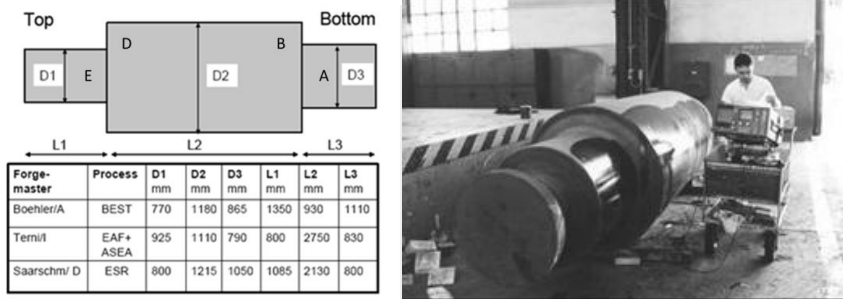 Top Bottom
D B
D1 E D2 A D3
L1 L2 L3
Forge-master Process D1 mm D2 mm D3 mm L1 mm L2 mm L3 mm
Boehler/A BEST 770 1180 865 1350 930 1110
Terni/I EAF+ ASEA 925 1110 790 800 2750 830
Saarschm/ D ESR 800 1215 1050 1085 2130 800